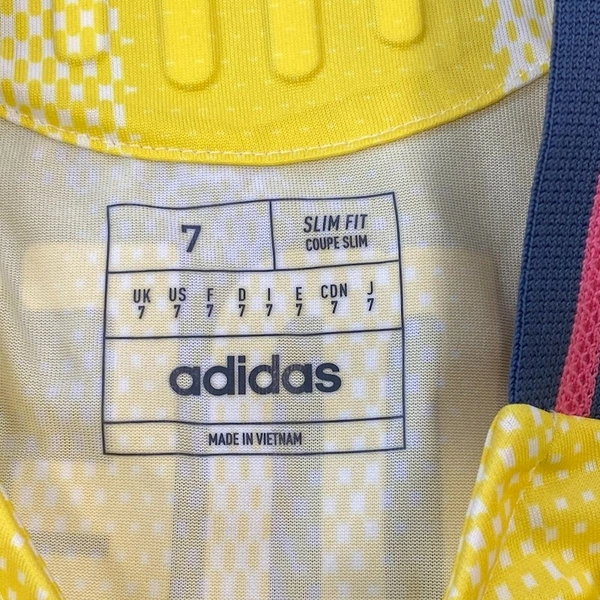 7
SLIM FIT
COUPE SLIM
UK US F D I E CDN J
7 7 7 7 7 7 7 7
adidas
MADE IN VIETNAM